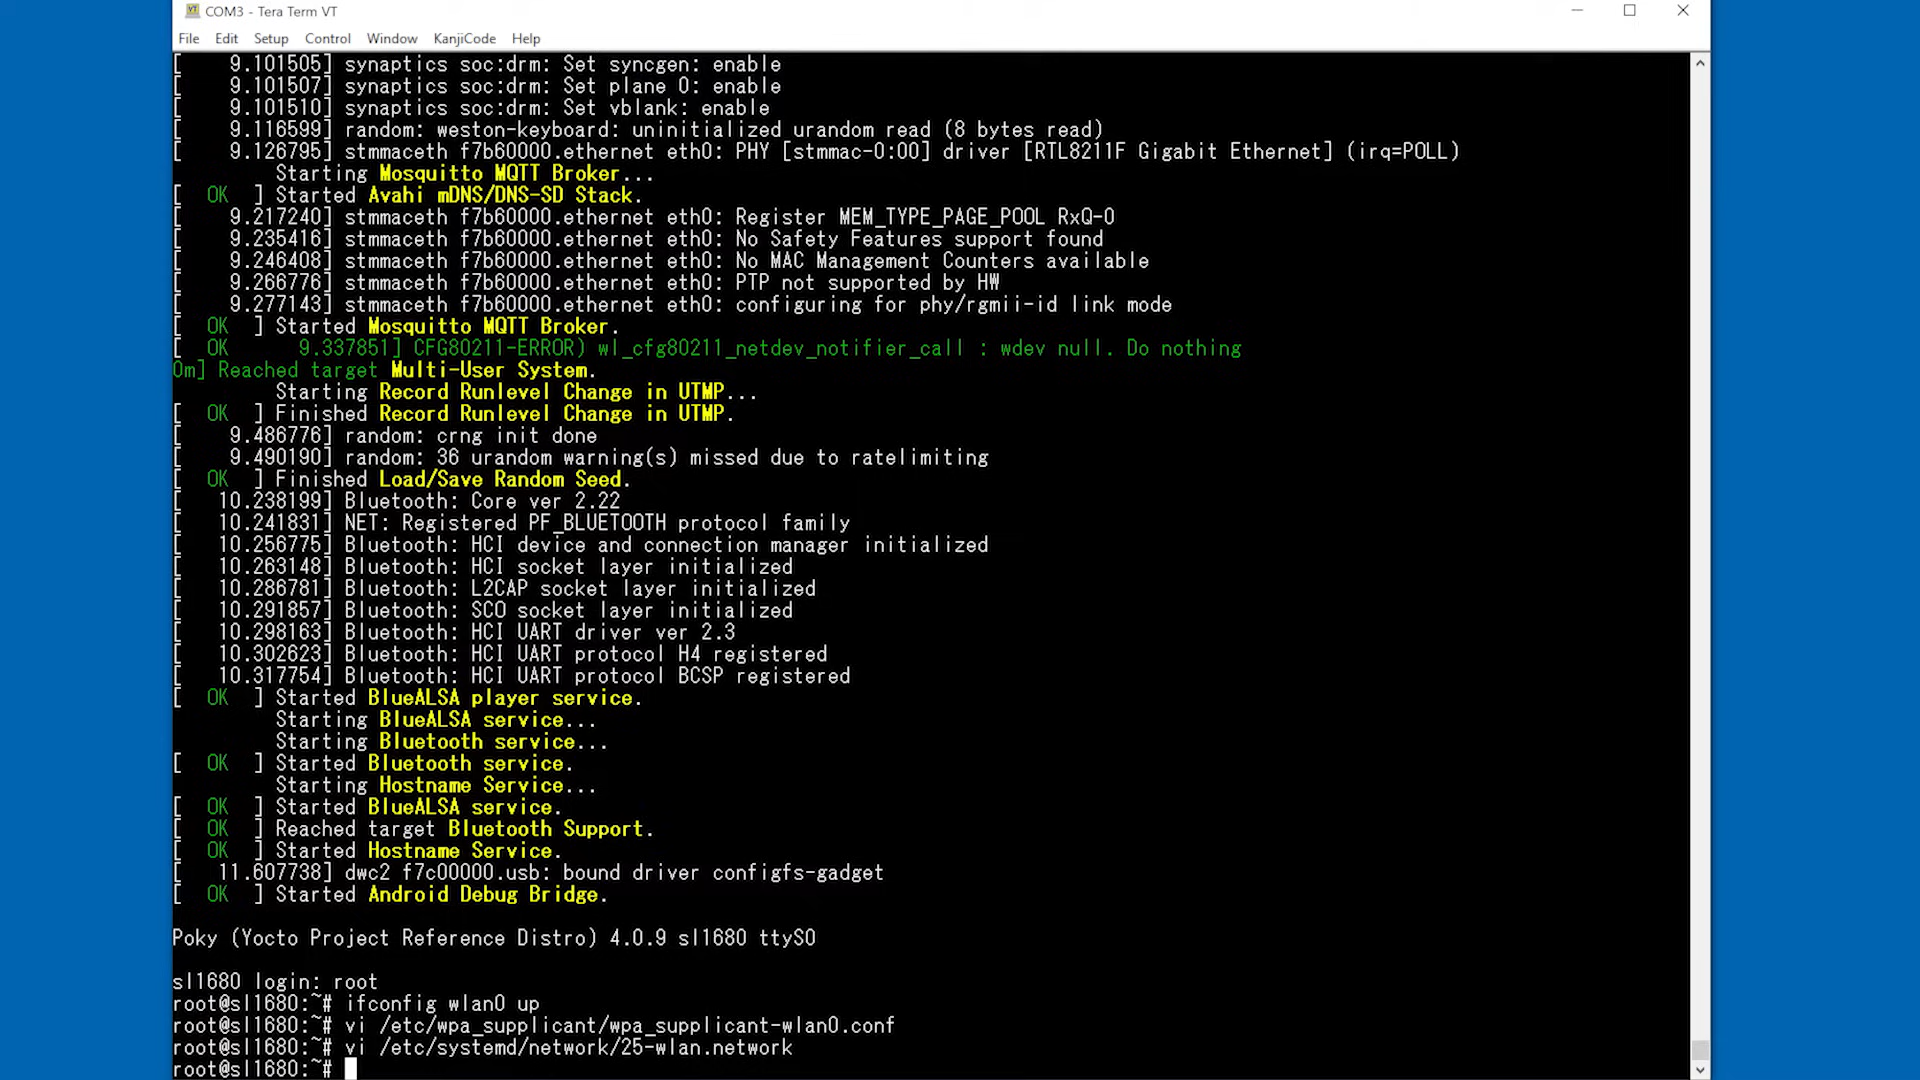 COM3 - Tera Term VT
File Edit Setup Control Window KanjiCode Help
[    9.101505] synaptics soc:drm: Set syncgen: enable
[    9.101507] synaptics soc:drm: Set plane 0: enable
[    9.101510] synaptics soc:drm: Set vblank: enable
[    9.116599] random: weston-keyboard: uninitialized urandom read (8 bytes read)
[    9.126795] stmmaceth f7b60000.ethernet eth0: PHY [stmmac-0:00] driver [RTL8211F Gigabit Ethernet] (irq=POLL)
         Starting Mosquitto MQTT Broker...
[  OK  ] Started Avahi mDNS/DNS-SD Stack.
[    9.217240] stmmaceth f7b60000.ethernet eth0: Register MEM_TYPE_PAGE_POOL RxQ-0
[    9.235416] stmmaceth f7b60000.ethernet eth0: No Safety Features support found
[    9.246408] stmmaceth f7b60000.ethernet eth0: No MAC Management Counters available
[    9.266776] stmmaceth f7b60000.ethernet eth0: PTP not supported by HW
[    9.277143] stmmaceth f7b60000.ethernet eth0: configuring for phy/rgmii-id link mode
[  OK  ] Started Mosquitto MQTT Broker.
[  OK      9.337851] CFG80211-ERROR) wl_cfg80211_netdev_notifier_call : wdev null. Do nothing
0m] Reached target Multi-User System.
         Starting Record Runlevel Change in UTMP...
[  OK  ] Finished Record Runlevel Change in UTMP.
[    9.486776] random: crng init done
[    9.490190] random: 36 urandom warning(s) missed due to ratelimiting
[  OK  ] Finished Load/Save Random Seed.
[   10.238199] Bluetooth: Core ver 2.22
[   10.241831] NET: Registered PF_BLUETOOTH protocol family
[   10.256775] Bluetooth: HCI device and connection manager initialized
[   10.263148] Bluetooth: HCI socket layer initialized
[   10.286781] Bluetooth: L2CAP socket layer initialized
[   10.291857] Bluetooth: SCO socket layer initialized
[   10.298163] Bluetooth: HCI UART driver ver 2.3
[   10.302623] Bluetooth: HCI UART protocol H4 registered
[   10.317754] Bluetooth: HCI UART protocol BCSP registered
[  OK  ] Started BlueALSA player service.
         Starting BlueALSA service...
         Starting Bluetooth service...
[  OK  ] Started Bluetooth service.
         Starting Hostname Service...
[  OK  ] Started BlueALSA service.
[  OK  ] Reached target Bluetooth Support.
[  OK  ] Started Hostname Service.
[   11.607738] dwc2 f7c00000.usb: bound driver configfs-gadget
[  OK  ] Started Android Debug Bridge.
Poky (Yocto Project Reference Distro) 4.0.9 sl1680 ttyS0
sl1680 login: root
root@sl1680:~# ifconfig wlan0 up
root@sl1680:~# vi /etc/wpa_supplicant/wpa_supplicant-wlan0.conf
root@sl1680:~# vi /etc/systemd/network/25-wlan.network
root@sl1680:~#